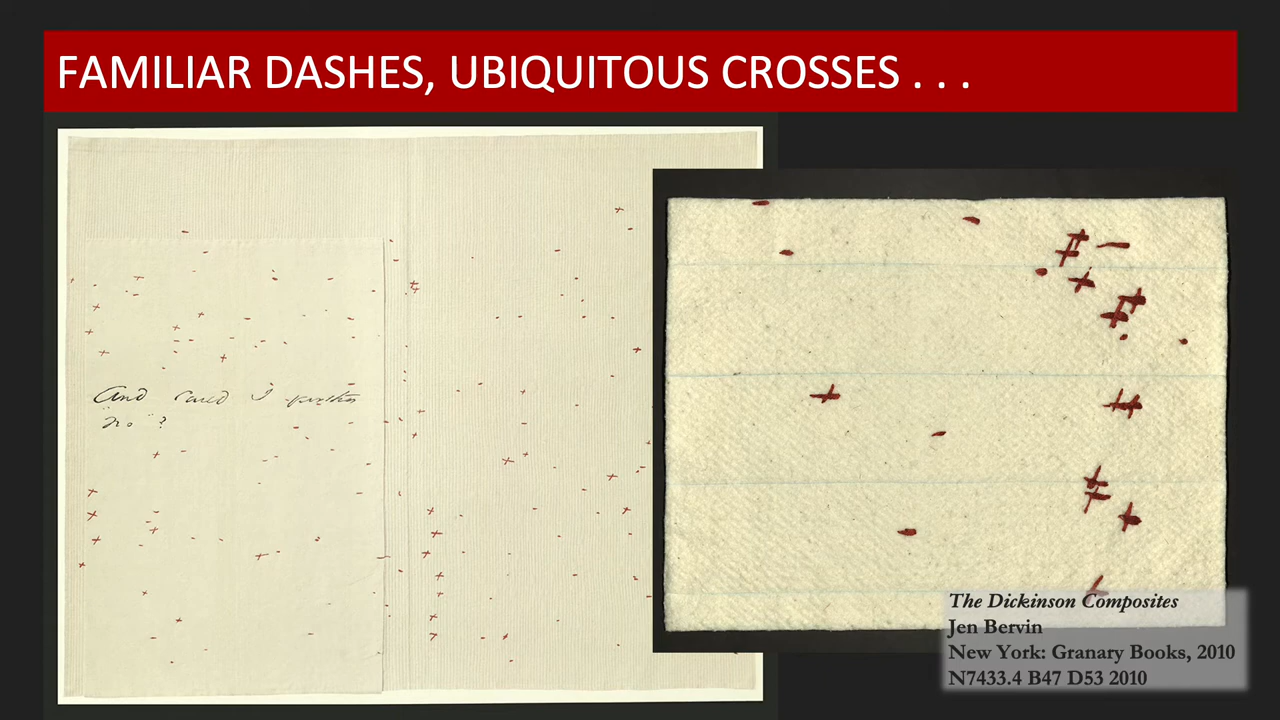 FAMILIAR DASHES, UBIQUITOUS CROSSES . . .
And could I further
"No"?
The Dickinson Composites
Jen Bervin
New York: Granary Books, 2010
N7433.4 B47 D53 2010